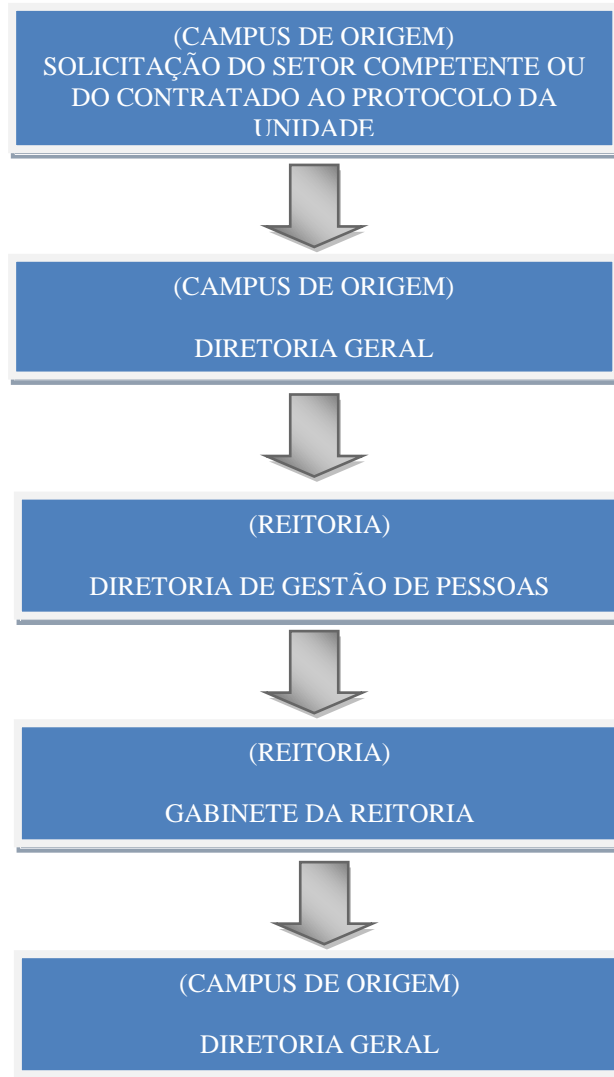 (CAMPUS DE ORIGEM)
SOLICITAÇÃO DO SETOR COMPETENTE OU
DO CONTRATADO AO PROTOCOLO DA
UNIDADE
(CAMPUS DE ORIGEM)
DIRETORIA GERAL
(REITORIA)
DIRETORIA DE GESTÃO DE PESSOAS
(REITORIA)
GABINETE DA REITORIA
(CAMPUS DE ORIGEM)
DIRETORIA GERAL